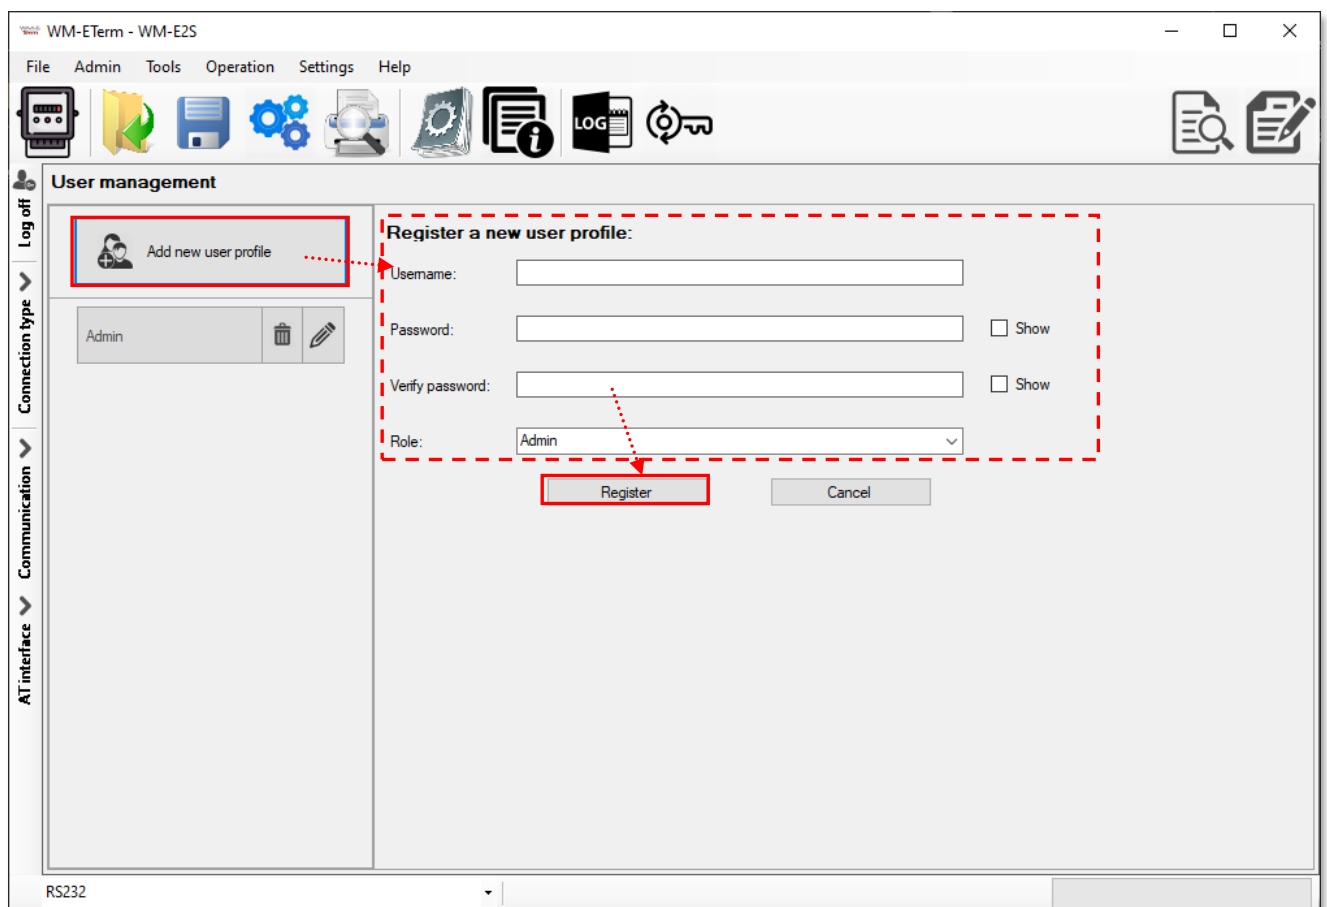 WM-ETerm - WM-E2S
File Admin Tools Operation Settings Help
LOG
Log off
Connection type
Communication
AT interface
User management
Add new user profile
Admin
Register a new user profile:
Username:
Password:
Show
Verify password:
Show
Role:
Admin
Register
Cancel
RS232